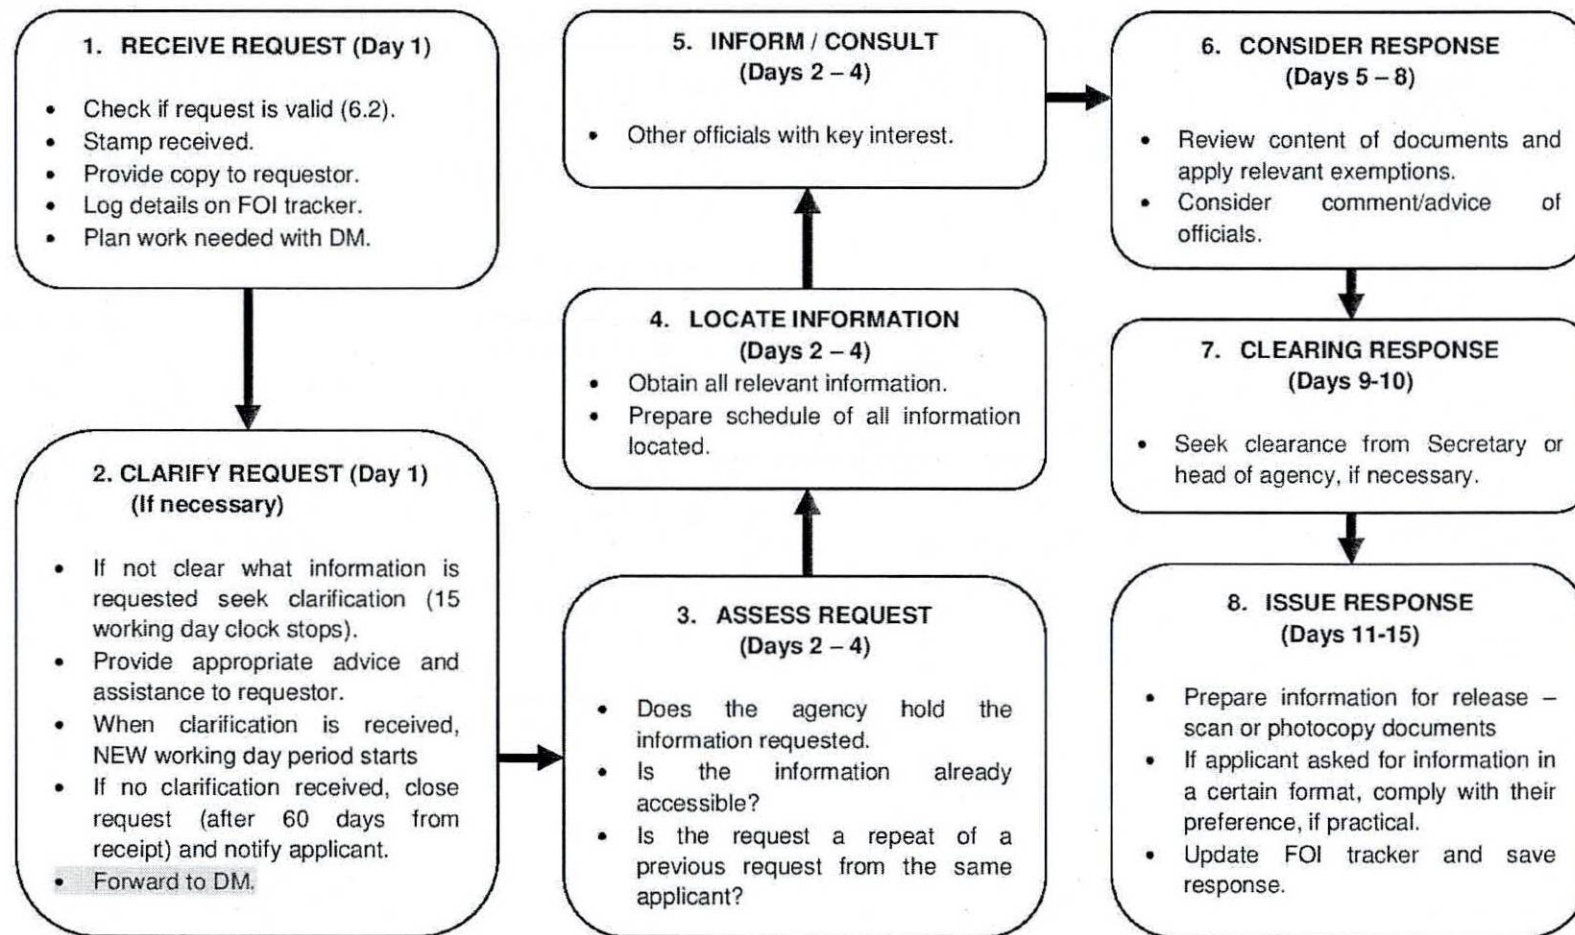 1. RECEIVE REQUEST (Day 1)
• Check if request is valid (6.2).
• Stamp received.
• Provide copy to requestor.
• Log details on FOI tracker.
• Plan work needed with DM.
2. CLARIFY REQUEST (Day 1)
(If necessary)
• If not clear what information is
requested seek clarification (15
working day clock stops).
• Provide appropriate advice and
assistance to requestor.
• When clarification is received,
NEW working day period starts
• If no clarification received, close
request (after 60 days from
receipt) and notify applicant.
• Forward to DM.
3. ASSESS REQUEST
(Days 2 – 4)
• Does the agency hold the
information requested.
• Is the information already
accessible?
• Is the request a repeat of a
previous request from the same
applicant?
4. LOCATE INFORMATION
(Days 2 – 4)
• Obtain all relevant information.
• Prepare schedule of all information
located.
5. INFORM / CONSULT
(Days 2 – 4)
• Other officials with key interest.
6. CONSIDER RESPONSE
(Days 5 – 8)
• Review content of documents and
apply relevant exemptions.
• Consider comment/advice of
officials.
7. CLEARING RESPONSE
(Days 9-10)
• Seek clearance from Secretary or
head of agency, if necessary.
8. ISSUE RESPONSE
(Days 11-15)
• Prepare information for release –
scan or photocopy documents
• If applicant asked for information in
a certain format, comply with their
preference, if practical.
• Update FOI tracker and save
response.